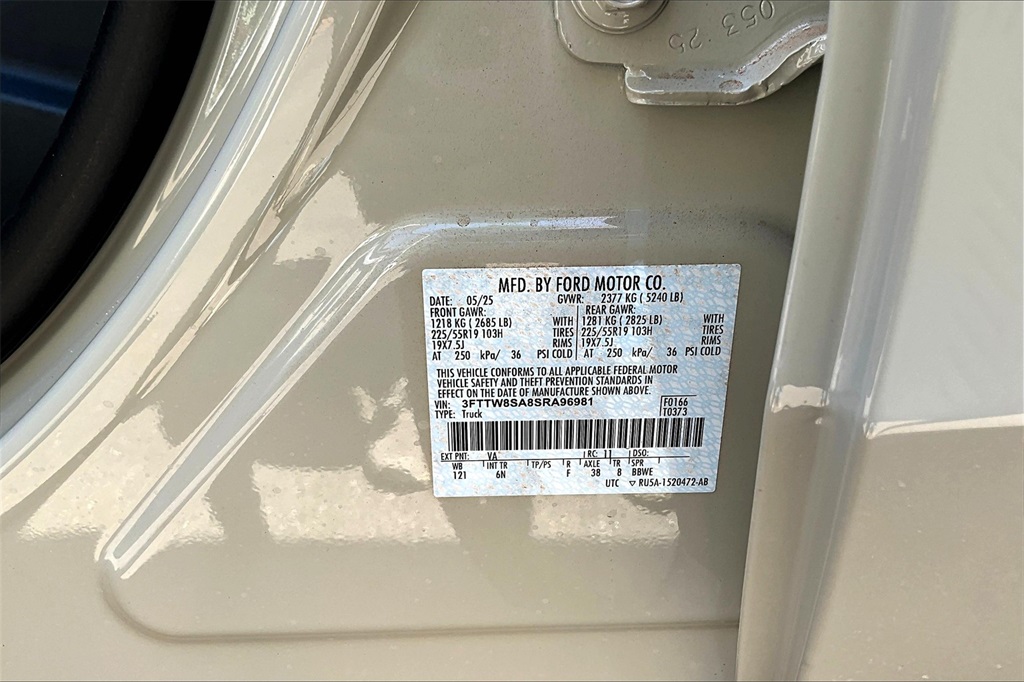 053 25
MFD. BY FORD MOTOR CO.
DATE: 05/25 GVWR: 2377 KG ( 5240 LB)
FRONT GAWR: REAR GAWR:
1218 KG ( 2685 LB) WITH 1281 KG ( 2825 LB) WITH
225/55R19 103H TIRES 225/55R19 103H TIRES
19X7.5J RIMS 19X7.5J RIMS
AT 250 kPa/ 36 PSI COLD AT 250 kPa/ 36 PSI COLD
THIS VEHICLE CONFORMS TO ALL APPLICABLE FEDERAL MOTOR
VEHICLE SAFETY AND THEFT PREVENTION STANDARDS IN
EFFECT ON THE DATE OF MANUFACTURE SHOWN ABOVE.
VIN: 3FTTW8SA8SRA96981 F0166
TYPE: Truck T0373
EXT PNT: VA RC: 11 DSO:
WB INT TR TP/PS R AXLE TR SPR
121 6N F 38 8 BBWE
UTC ▽ RU5A-1520472-AB